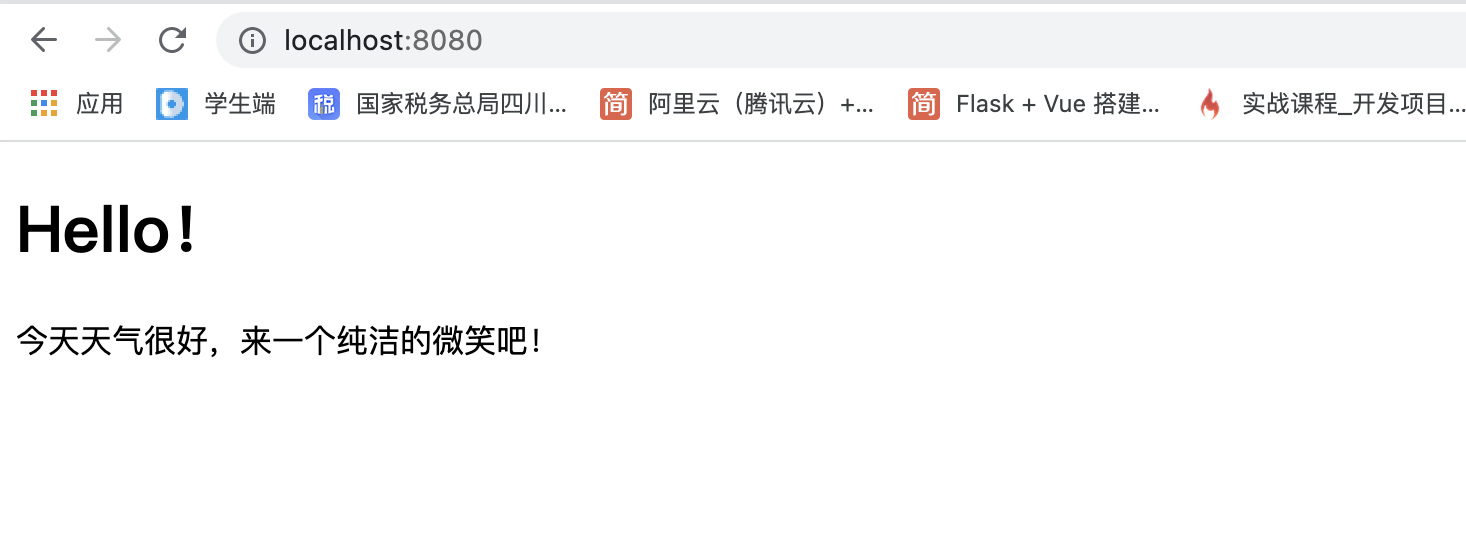 localhost:8080
应用 学生端 税 国家税务总局四川... 简 阿里云（腾讯云）+... 简 Flask + Vue 搭建... 实战课程_开发项目...
Hello！
今天天气很好，来一个纯洁的微笑吧！